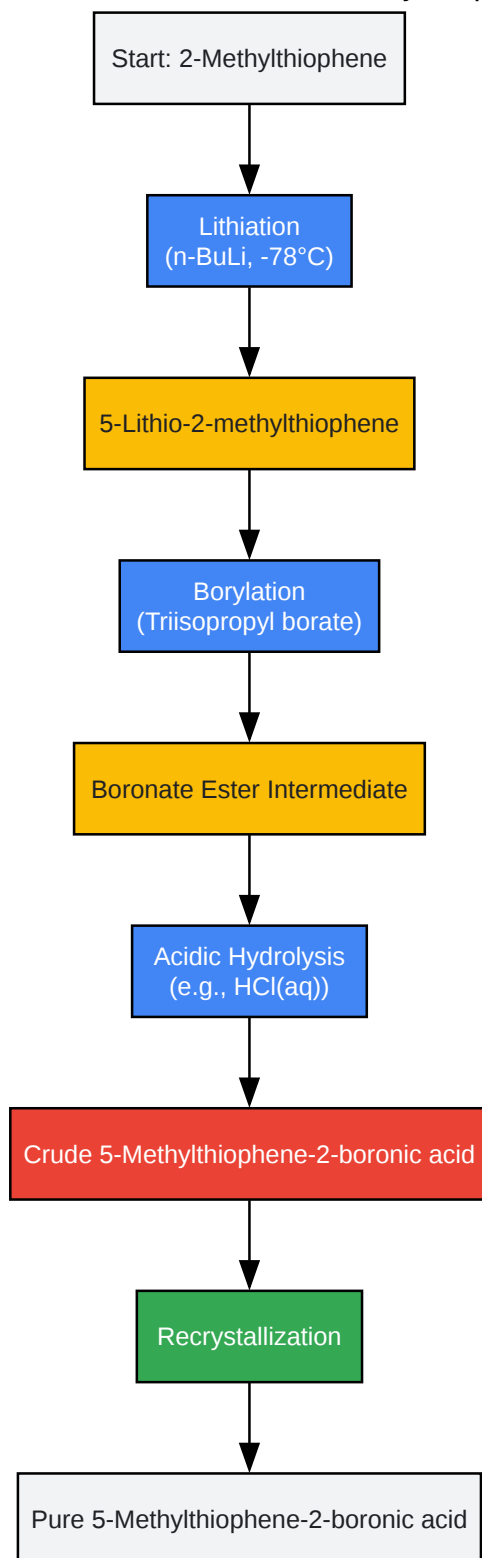 Start: 2-Methylthiophene
Lithiation
(n-BuLi, -78°C)
5-Lithio-2-methylthiophene
Borylation
(Triisopropyl borate)
Boronate Ester Intermediate
Acidic Hydrolysis
(e.g., HCl(aq))
Crude 5-Methylthiophene-2-boronic acid
Recrystallization
Pure 5-Methylthiophene-2-boronic acid